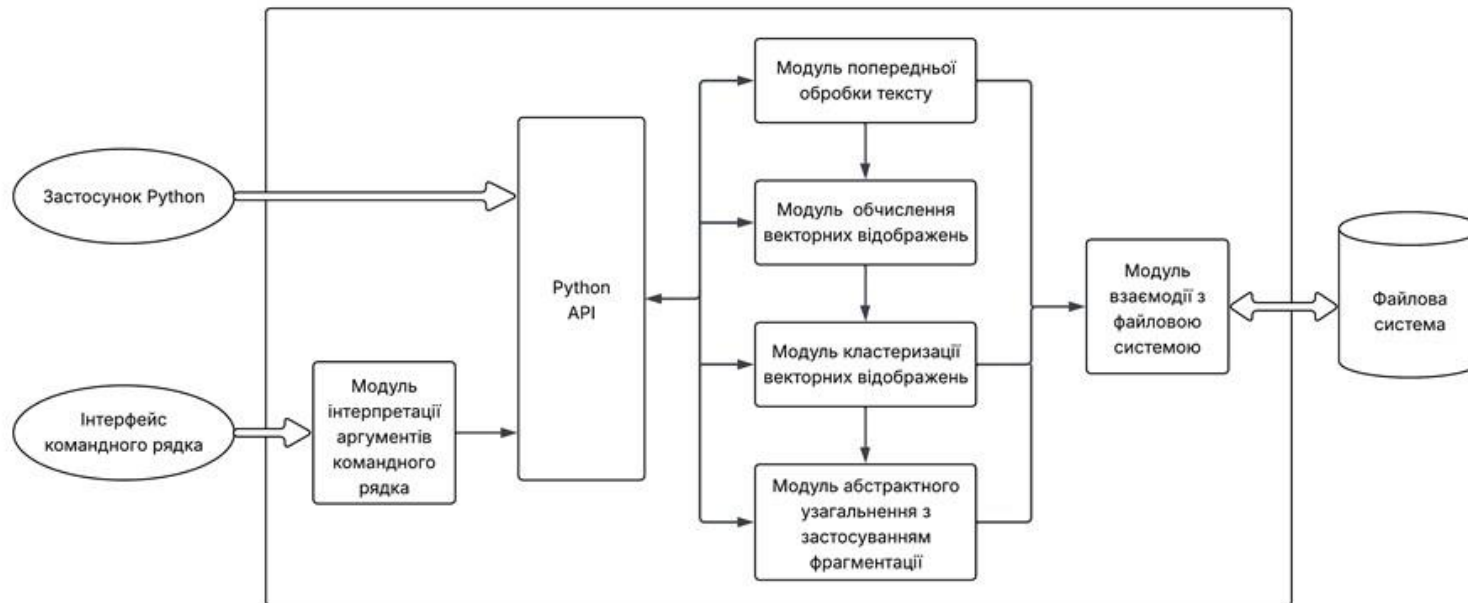 Застосунок Python
Інтерфейс
командного рядка
Модуль
інтерпретації
аргументів
командного
рядка
Python
API
Модуль попередньої
обробки тексту
Модуль обчислення
векторних відображень
Модуль кластеризації
векторних відображень
Модуль абстрактного
узагальнення з
застосуванням
фрагментації
Модуль
взаємодії з
файловою
системою
Файлова
система